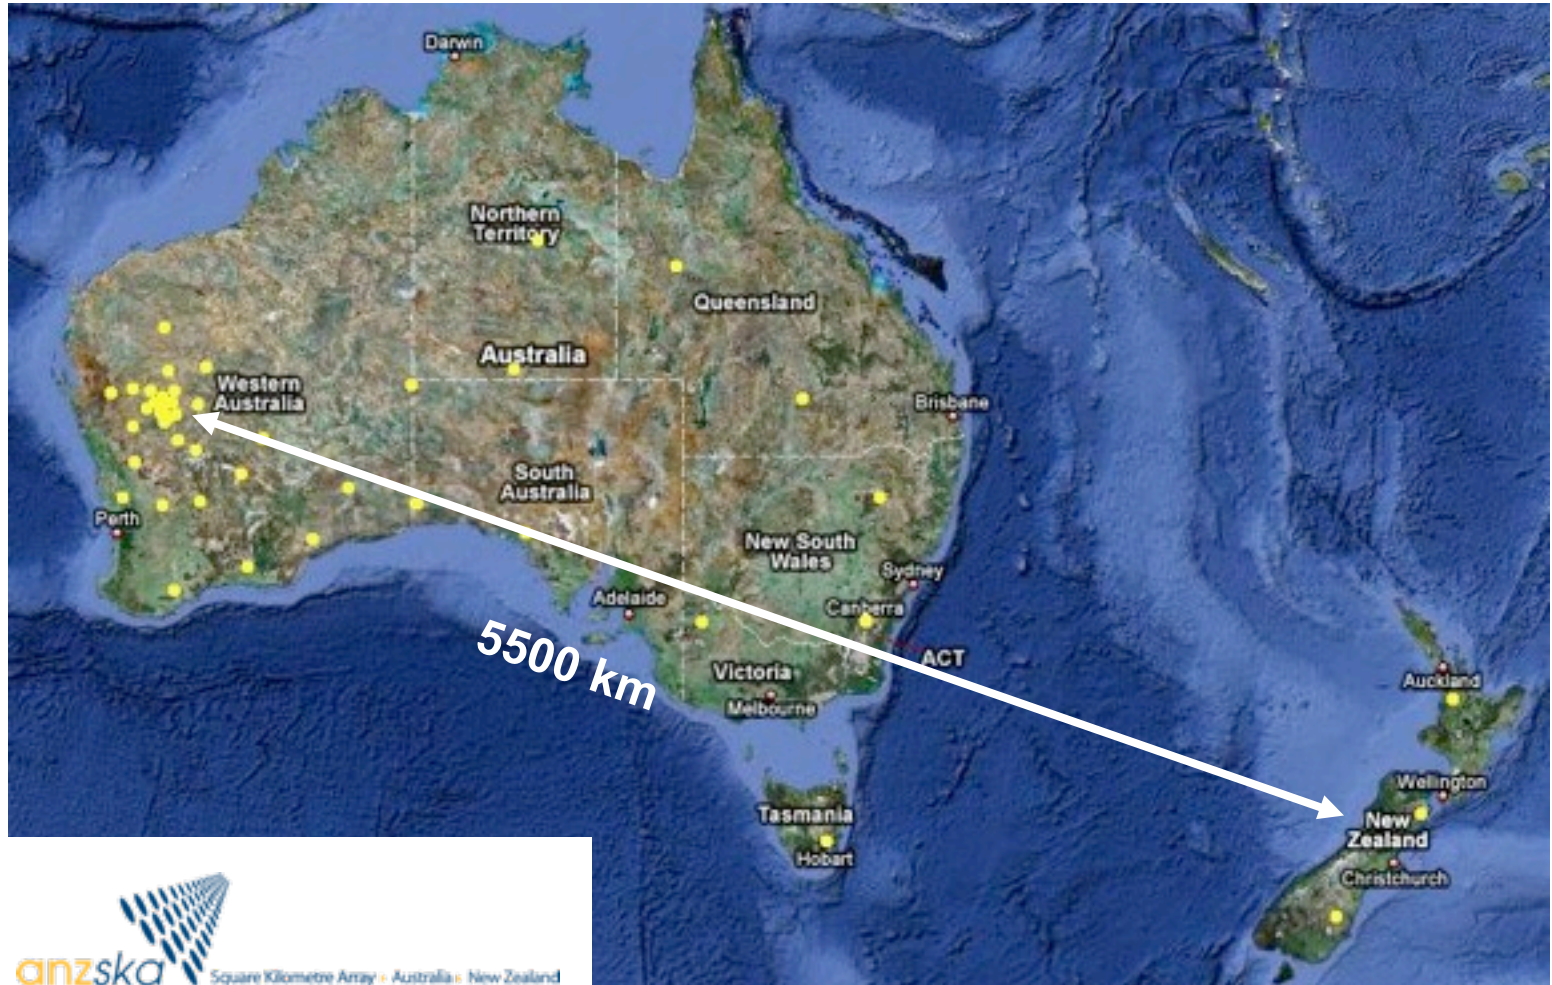 Darwin
Northern
Territory
Queensland
Australia
Western
Australia
Brisbane
South
Australia
Perth
New South
Wales
Sydney
Adelaide
Canberra
5500 km
ACT
Victoria
Melbourne
Auckland
Wellington
Tasmania
New
Zealand
Hobart
Christchurch
anzska
Square Kilometre Array Australia New Zealand